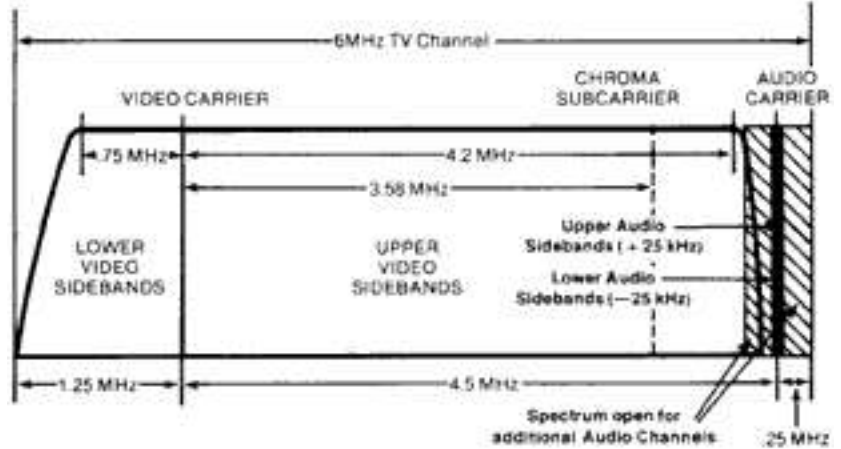 6MHz TV Channel
VIDEO CARRIER
CHROMA
SUBCARRIER
AUDIO
CARRIER
.75 MHz
4.2 MHz
3.58 MHz
LOWER
VIDEO
SIDEBANDS
UPPER
VIDEO
SIDEBANDS
Upper Audio
Sidebands (+ 25 kHz)
Lower Audio
Sidebands (—25 kHz)
1.25 MHz
4.5 MHz
Spectrum open for
additional Audio Channels
.25 MHz